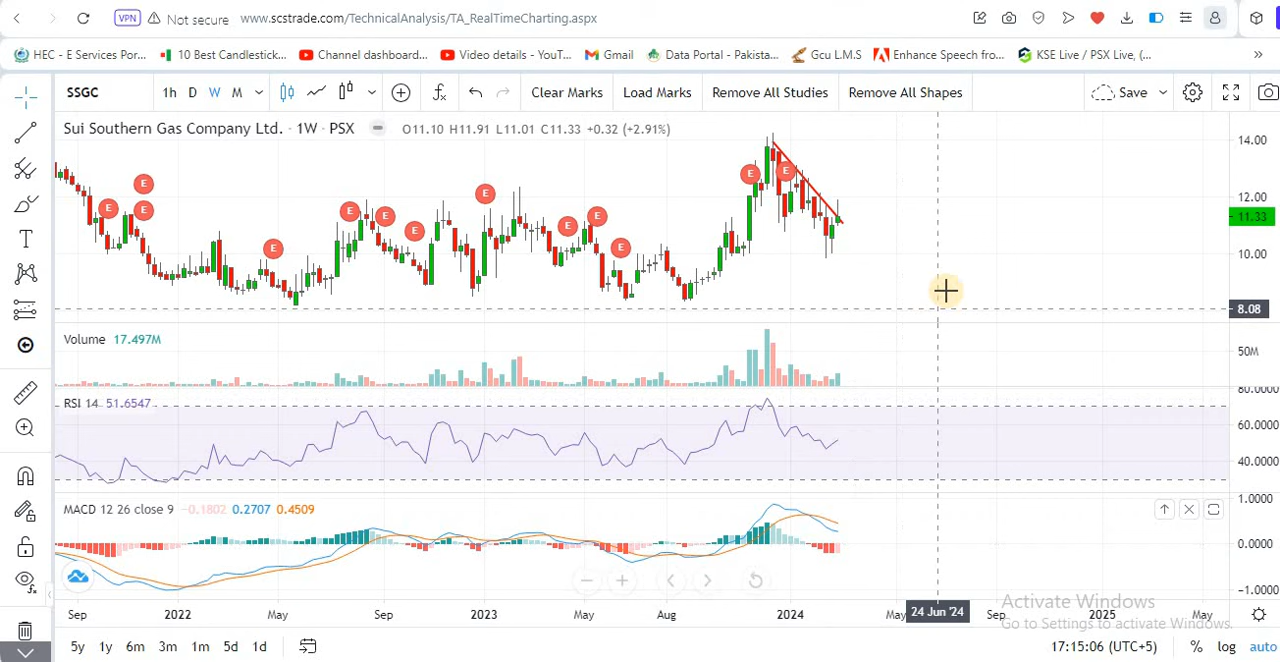 VPN Not secure www.scstrade.com/TechnicalAnalysis/TA_RealTimeCharting.aspx
HEC - E Services Por... 10 Best Candlestick... Channel dashboard... Video details - YouT... Gmail Data Portal - Pakista... Gcu L.M.S Enhance Speech fro... KSE Live / PSX Live, (... »
SSGC 1h D W M Clear Marks Load Marks Remove All Studies Remove All Shapes Save
Sui Southern Gas Company Ltd. · 1W · PSX O11.10 H11.91 L11.01 C11.33 +0.32 (+2.91%)
14.00
12.00
11.33
10.00
8.08
E E E E E E E E E E E E E
Volume 17.497M
50M
RSI 14 51.6547
80.0000
60.0000
40.0000
MACD 12 26 close 9 -0.1802 0.2707 0.4509
1.0000
0.0000
-1.0000
Sep 2022 May Sep 2023 May Aug 2024 May 24 Jun '24 Sep 2025 May
Activate Windows
Go to Settings to activate Windows.
5y 1y 6m 3m 1m 5d 1d 17:15:06 (UTC+5) % log auto